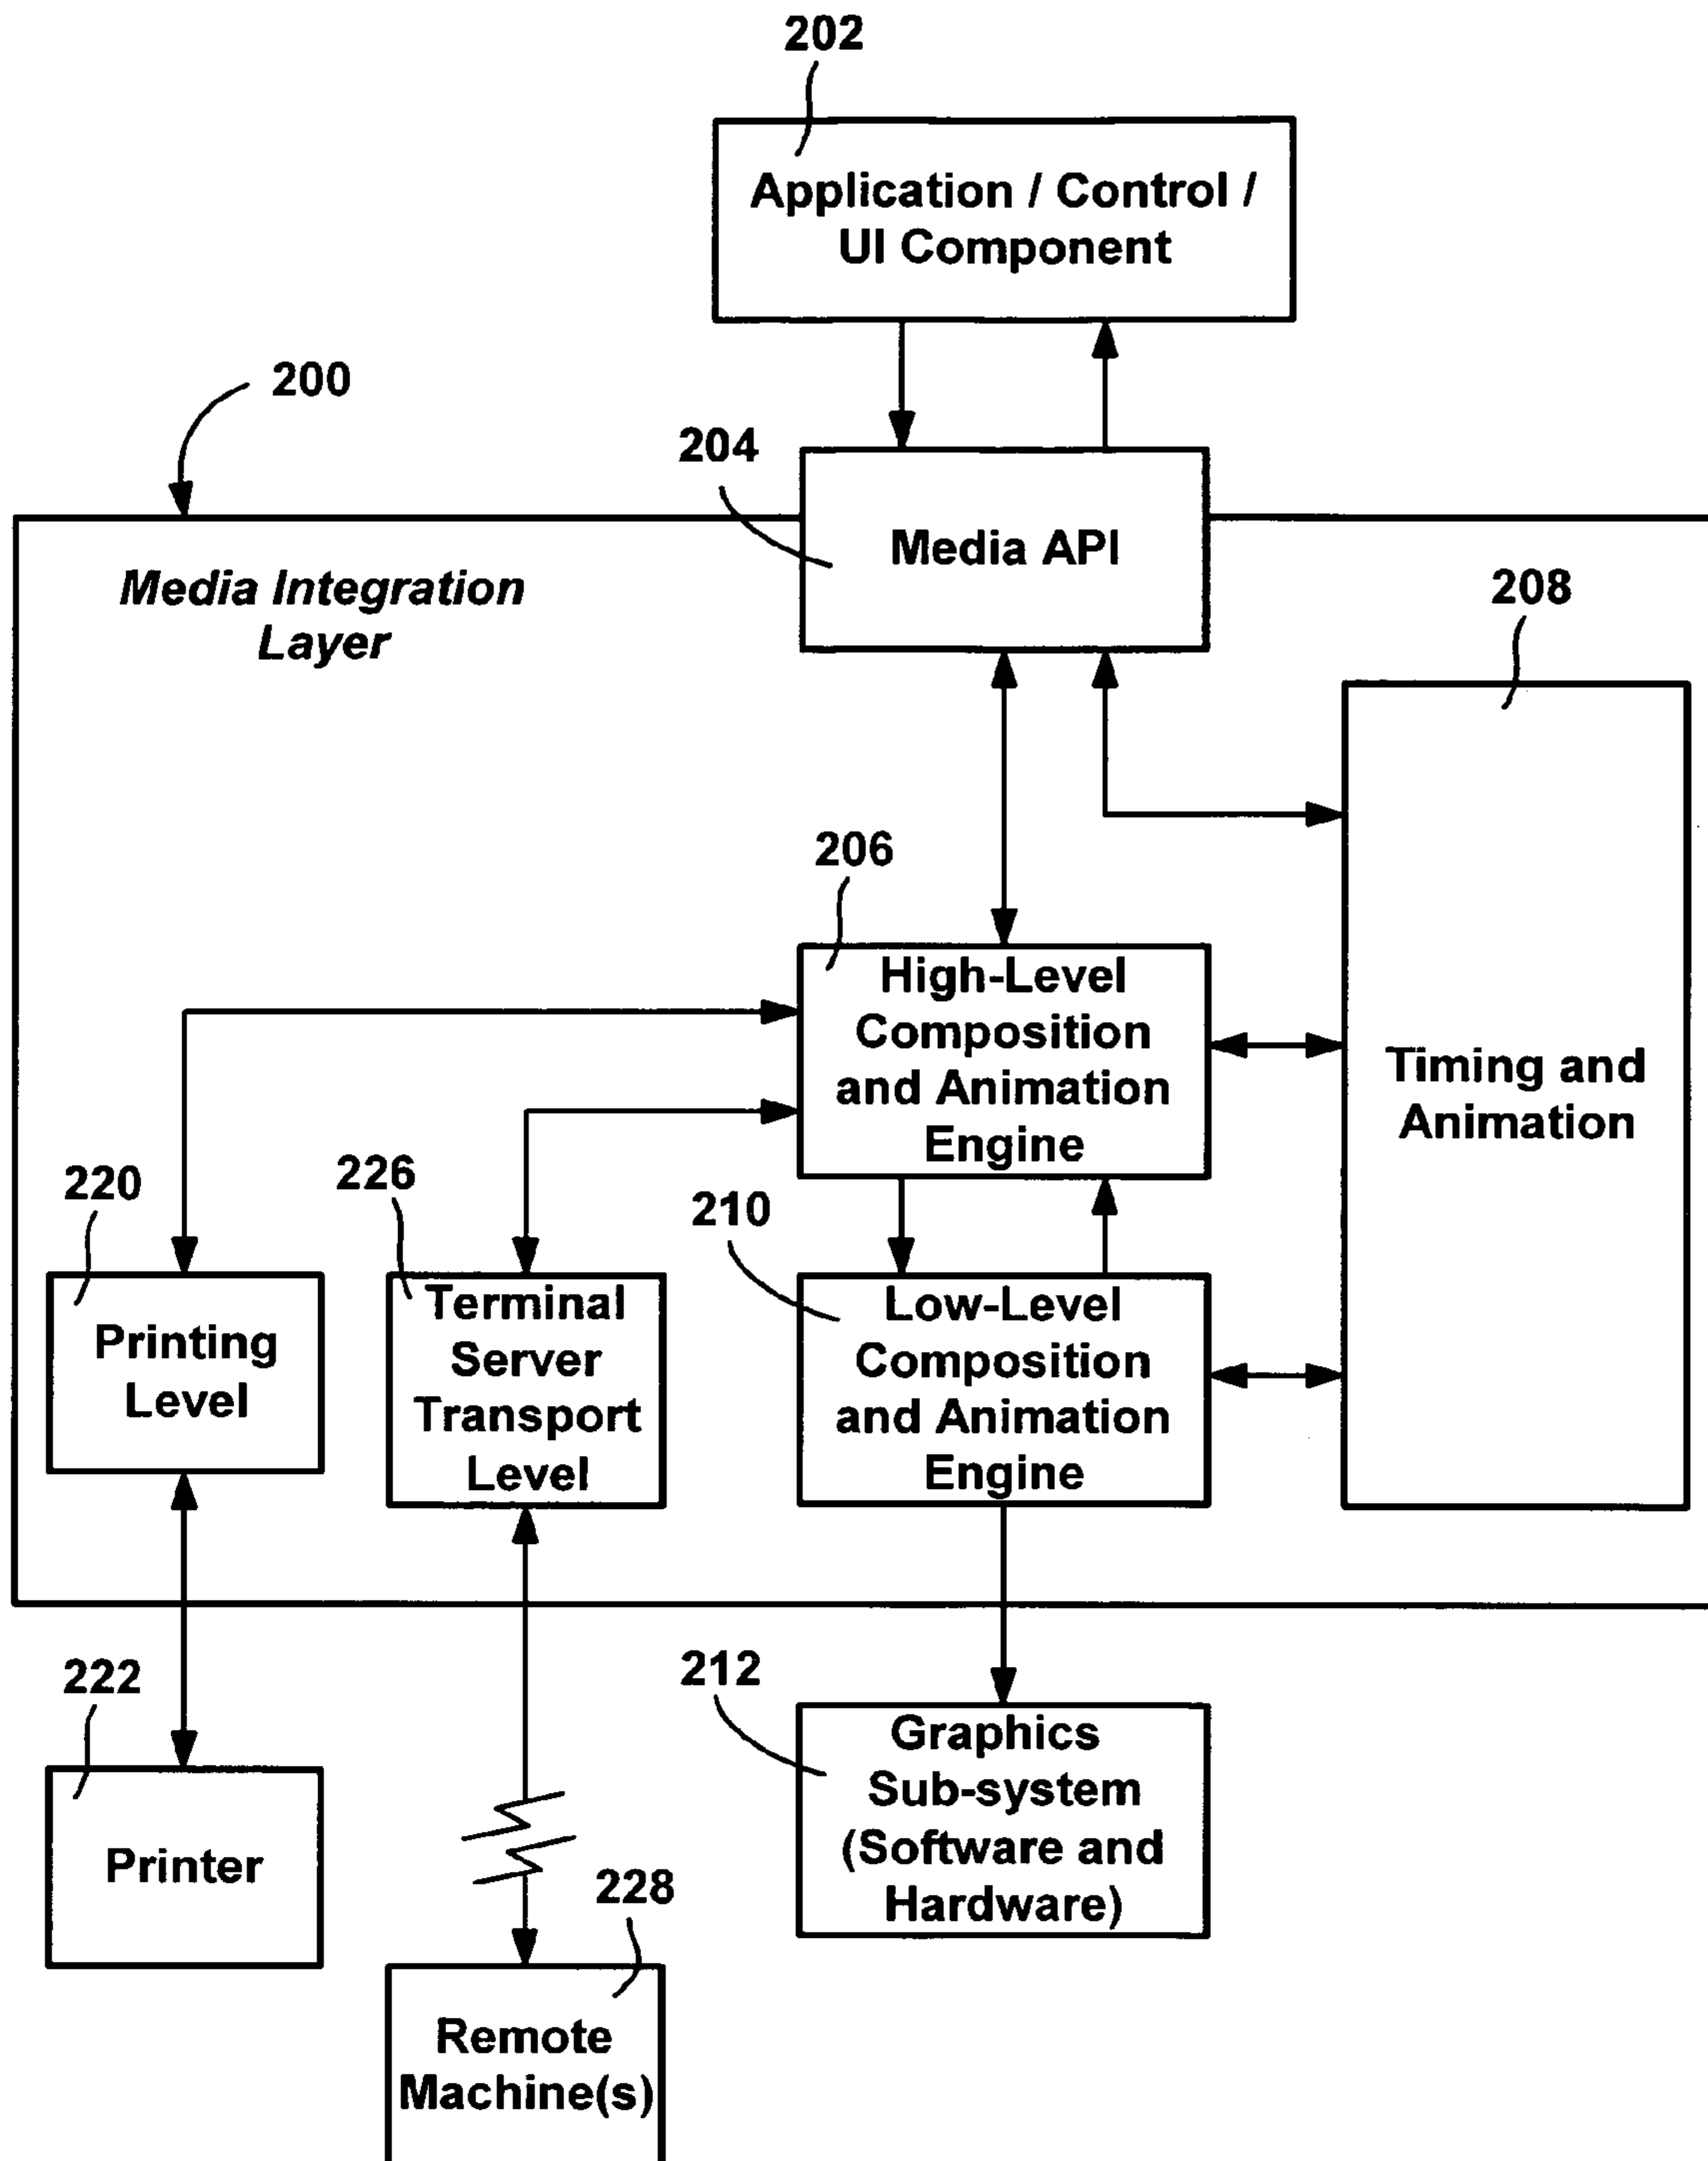 202
Application / Control /
UI Component
200
204
Media API
Media Integration
Layer
208
206
High-Level
Composition
and Animation
Engine
Timing and
Animation
220
226
210
Printing
Level
Terminal
Server
Transport
Level
Low-Level
Composition
and Animation
Engine
222
212
Printer
Graphics
Sub-system
(Software and
Hardware)
228
Remote
Machine(s)